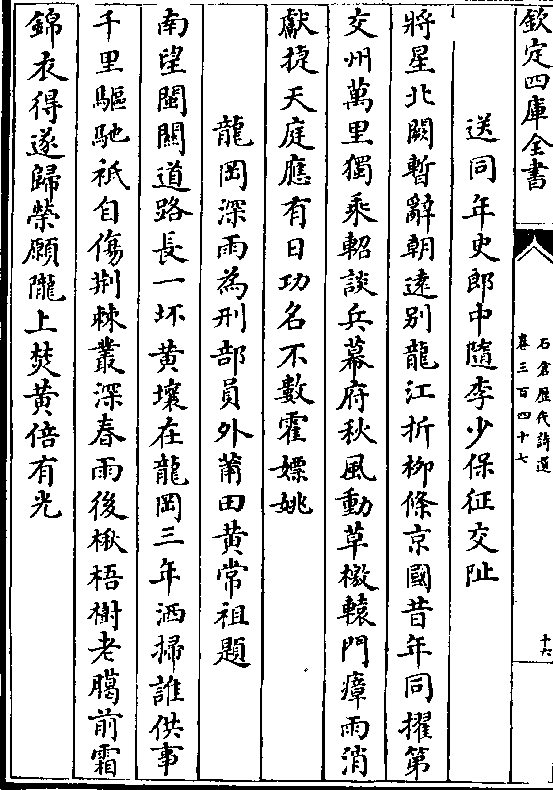 欽定四庫全書
石倉歴代詩選
卷三百四十七
十六
送同年史郎中隨李少保征交阯
將星北闕暫辭朝逺别龍江折柳條京國昔年同擢第
交州萬里獨乘軺談兵幕府秋風動草檄轅門瘴雨消
獻捷天庭應有日功名不數霍嫖姚
龍岡深雨為刑部員外莆田黄常祖題
南望閩關道路長一坏黄壤在龍岡三年洒掃誰供事
千里驅馳祇自傷荆棘叢深春雨後楸梧樹老臈前霜
錦衣得遂歸榮願隴上焚黄倍有光